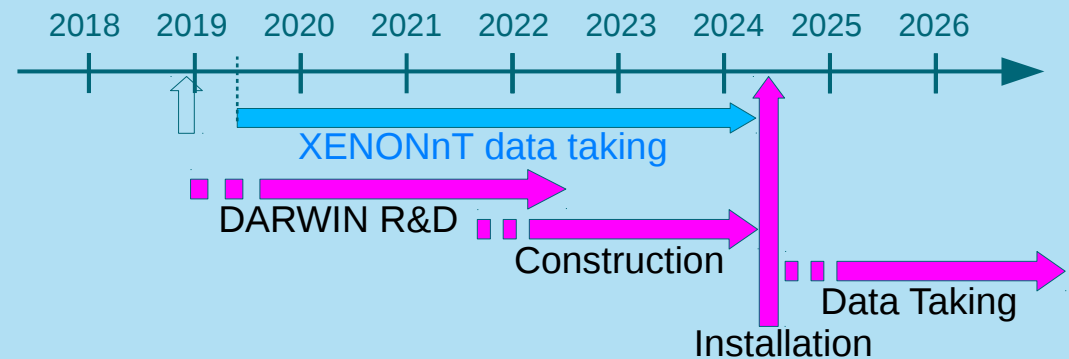 2018 2019 2020 2021 2022 2023 2024 2025 2026
XENONnT data taking
DARWIN R&D
Construction
Data Taking
Installation